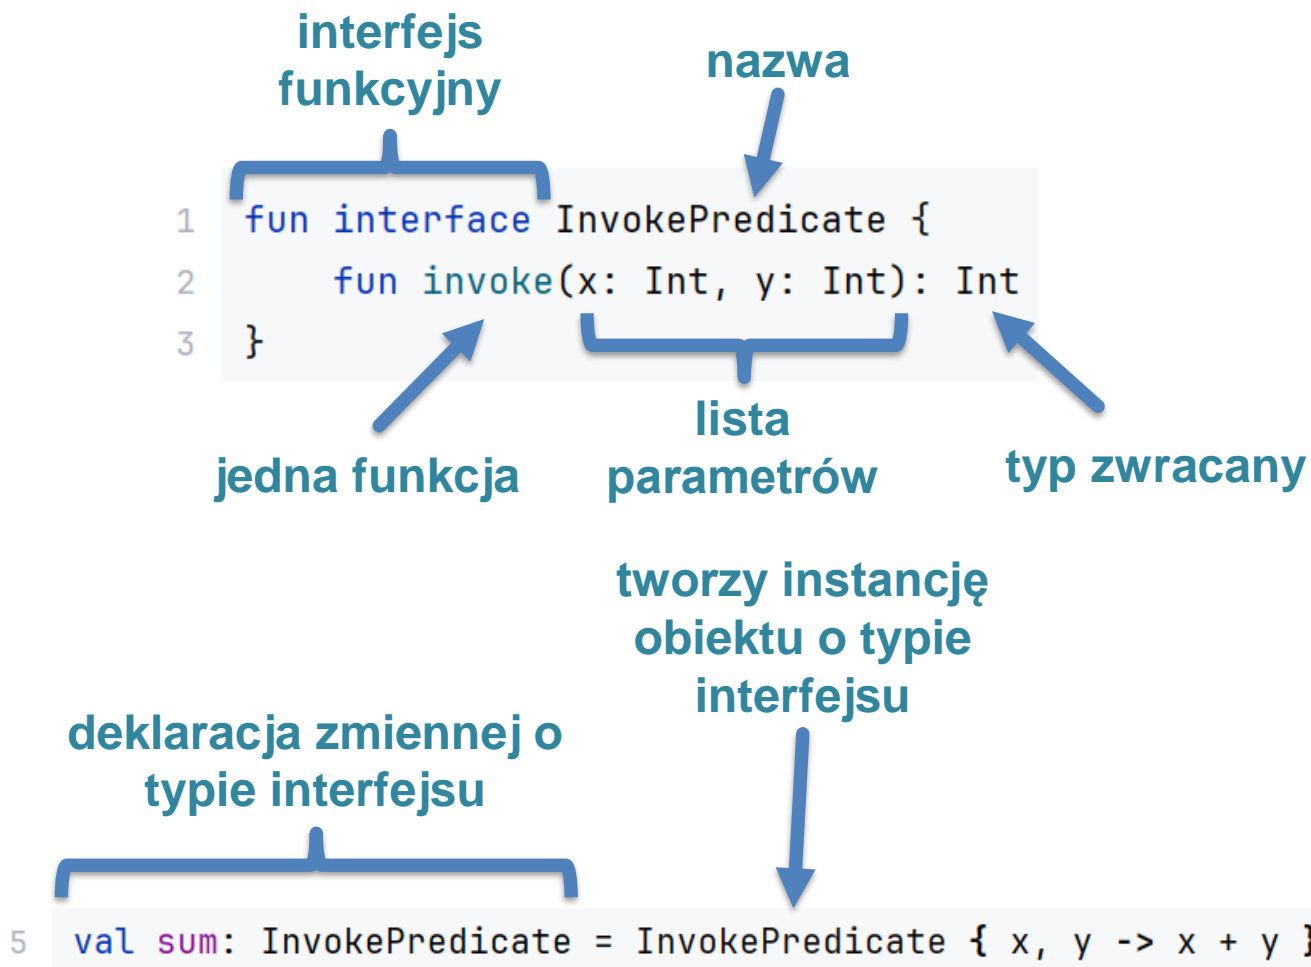 interfejs
funkcyjny
nazwa
1 fun interface InvokePredicate {
2 fun invoke(x: Int, y: Int): Int
3 }
jedna funkcja
lista
parametrów
typ zwracany
tworzy instancję
obiektu o typie
interfejsu
deklaracja zmiennej o
typie interfejsu
5 val sum: InvokePredicate = InvokePredicate { x, y -> x + y }